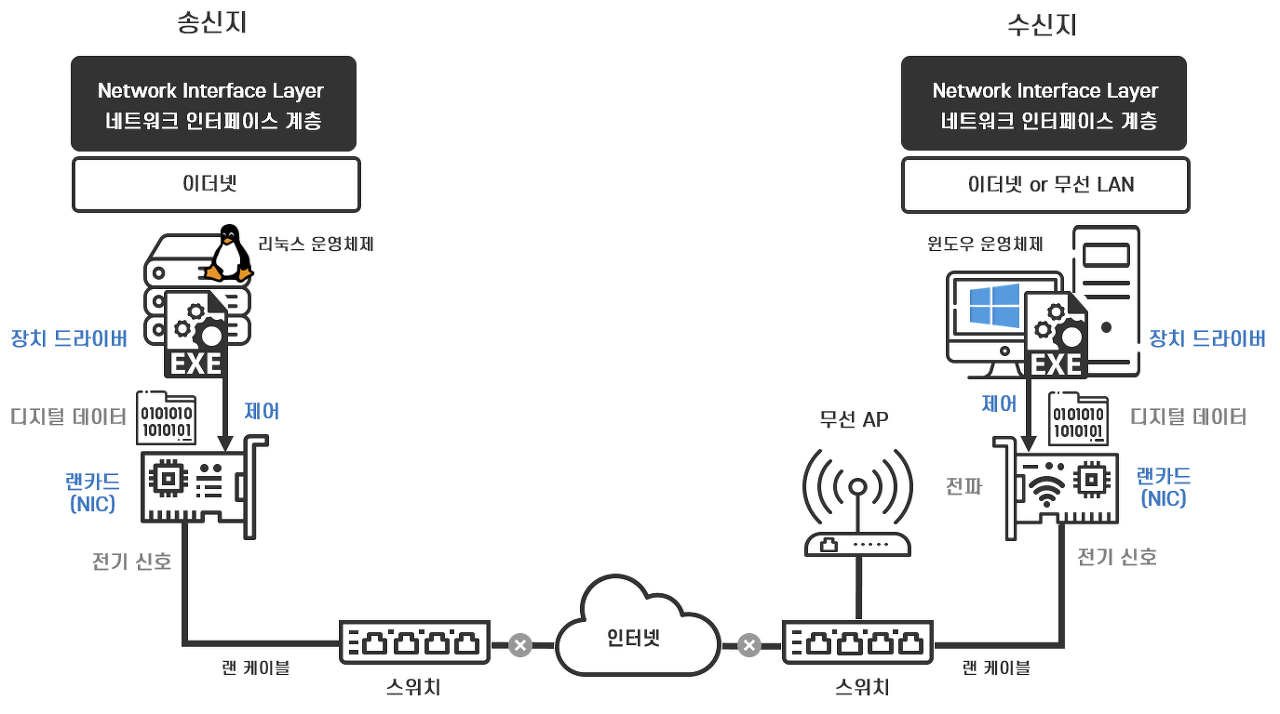 송신지
수신지
Network Interface Layer
네트워크 인터페이스 계층
Network Interface Layer
네트워크 인터페이스 계층
이더넷
이더넷 or 무선 LAN
리눅스 운영체제
윈도우 운영체제
장치 드라이버
EXE
EXE
장치 드라이버
디지털 데이터
0101010
1010101
제어
무선 AP
제어
0101010
1010101
디지털 데이터
랜카드
(NIC)
전파
랜카드
(NIC)
전기 신호
전기 신호
인터넷
랜 케이블
스위치
스위치
랜 케이블